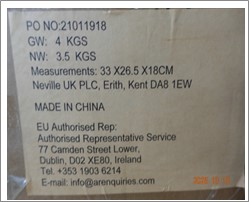 PO NO:21011918
GW: 4 KGS
NW: 3.5 KGS
Measurements: 33 X26.5 X18CM
Neville UK PLC, Erith, Kent DA8 1EW
MADE IN CHINA
EU Authorised Rep:
Authorised Representative Service
77 Camden Street Lower,
Dublin, D02 XE80, Ireland
Tel. +353 1903 6214
E-mail: info@arenquiries.com